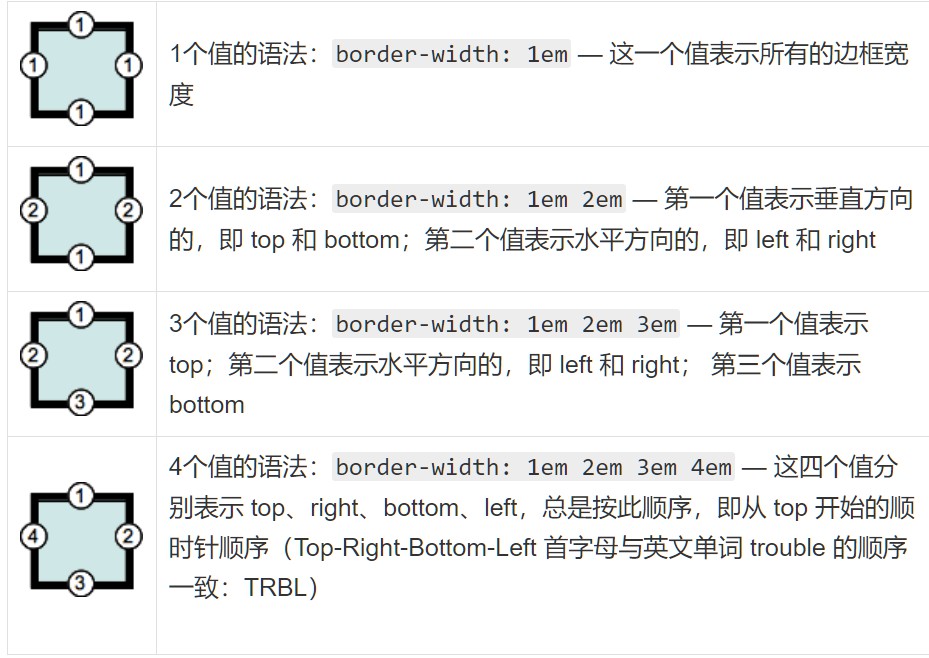 1
1
1
1
1个值的语法：border-width: 1em — 这一个值表示所有的边框宽
度
1
2
2
1
2个值的语法：border-width: 1em 2em — 第一个值表示垂直方向
的，即 top 和 bottom；第二个值表示水平方向的，即 left 和 right
1
2
2
3
3个值的语法：border-width: 1em 2em 3em — 第一个值表示
top；第二个值表示水平方向的，即 left 和 right； 第三个值表示
bottom
1
4
2
3
4个值的语法：border-width: 1em 2em 3em 4em — 这四个值分
别表示 top、right、bottom、left，总是按此顺序，即从 top 开始的顺
时针顺序（Top-Right-Bottom-Left 首字母与英文单词 trouble 的顺序
一致：TRBL）